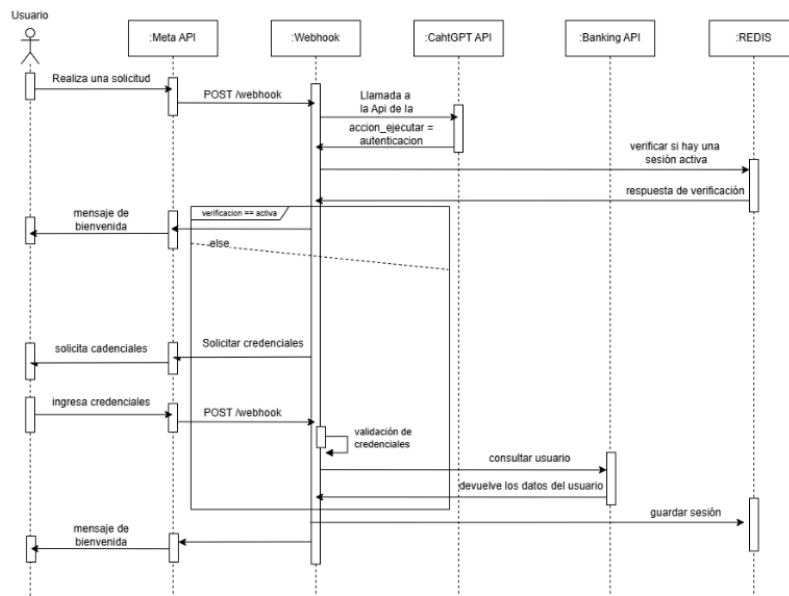 Usuario
:Meta API
:Webhook
:CahtGPT API
:Banking API
:REDIS
Realiza una solicitud
POST /webhook
Llamada a
la Api de la
accion_ejecutar =
autenticacion
verificar si hay una
sesión activa
respuesta de verificación
verificacion == activa
mensaje de
bienvenida
else
Solicitar credenciales
solicita cadenciales
ingresa credenciales
POST /webhook
validación de
credenciales
consultar usuario
devuelve los datos del usuario
guardar sesión
mensaje de
bienvenida